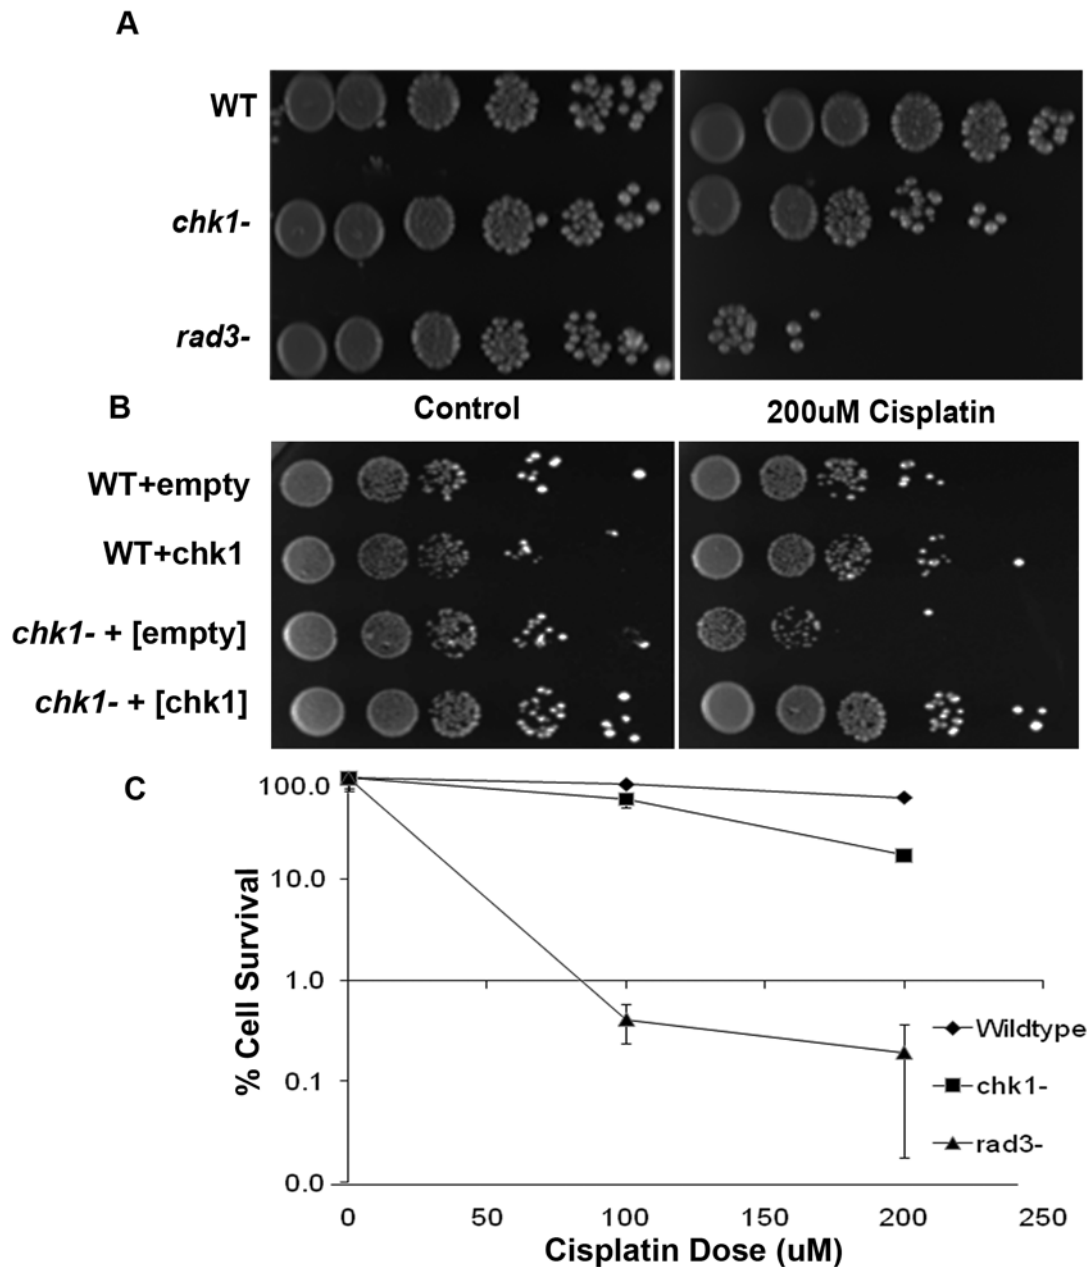 A
WT
chk1-
rad3-
Control
200uM Cisplatin
B
WT+empty
WT+chk1
chk1- + [empty]
chk1- + [chk1]
C
% Cell Survival
100.0
10.0
1.0
0.1
0.0
0 50 100 150 200 250
Cisplatin Dose (uM)
Wildtype
chk1-
rad3-